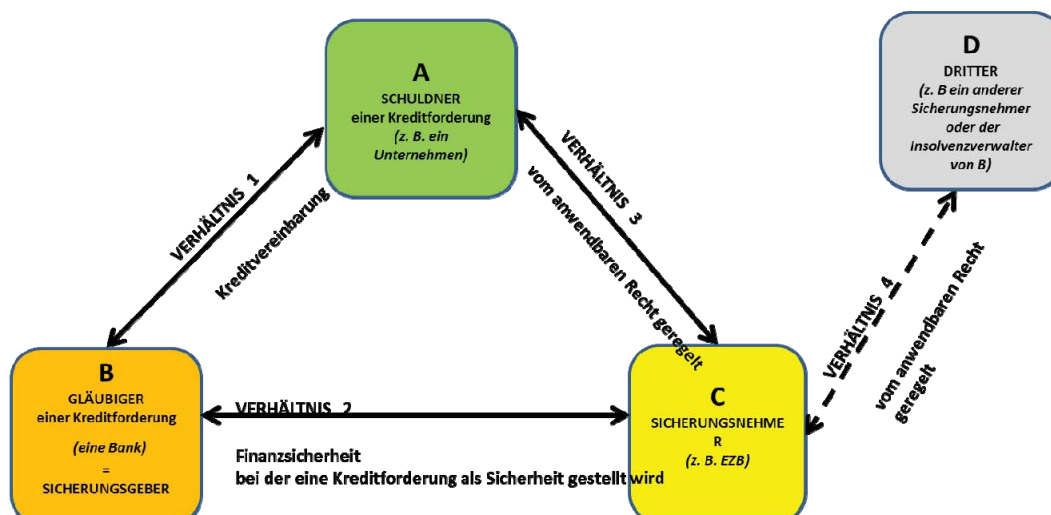 A
SCHULDNER
einer Kreditforderung
(z. B. ein
Unternehmen)
D
DRITTER
(z. B ein anderer
Sicherungsnehmer
oder der
Insolvenzverwalter
von B)
VERHÄLTNIS 1
Kreditvereinbarung
VERHÄLTNIS 3
vom anwendbaren Recht geregelt
VERHÄLTNIS 4
vom anwendbaren Recht
geregelt
B
GLÄUBIGER
einer Kreditforderung
(eine Bank)
=
SICHERUNGSGEBER
VERHÄLTNIS 2
Finanzsicherheit
bei der eine Kreditforderung als Sicherheit gestellt wird
C
SICHERUNGSNEHME
R
(z. B. EZB)